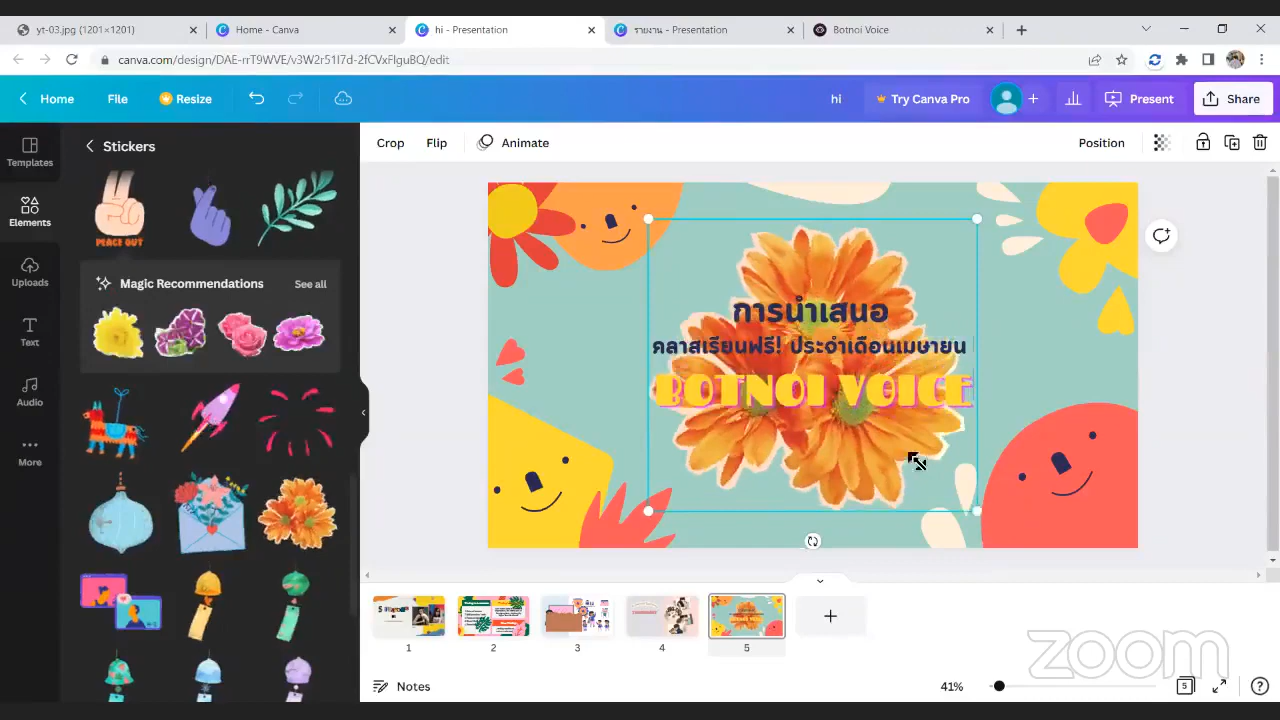 yt-03.jpg (1201×1201)
Home - Canva
hi - Presentation
รายงาน - Presentation
Botnoi Voice
canva.com/design/DAE-rrT9WVE/v3W2r51I7d-2fCVxFIguBQ/edit
Home
File
Resize
hi
Try Canva Pro
Present
Share
Templates
Elements
Uploads
Text
Audio
More
Stickers
PEACE OUT
Magic Recommendations
See all
Crop
Flip
Animate
Position
การนำเสนอ
คลาสเรียนฟรี! ประจำเดือนเมษายน
BOTNOI VOICE
1
2
3
4
5
Notes
41%
5
zoom